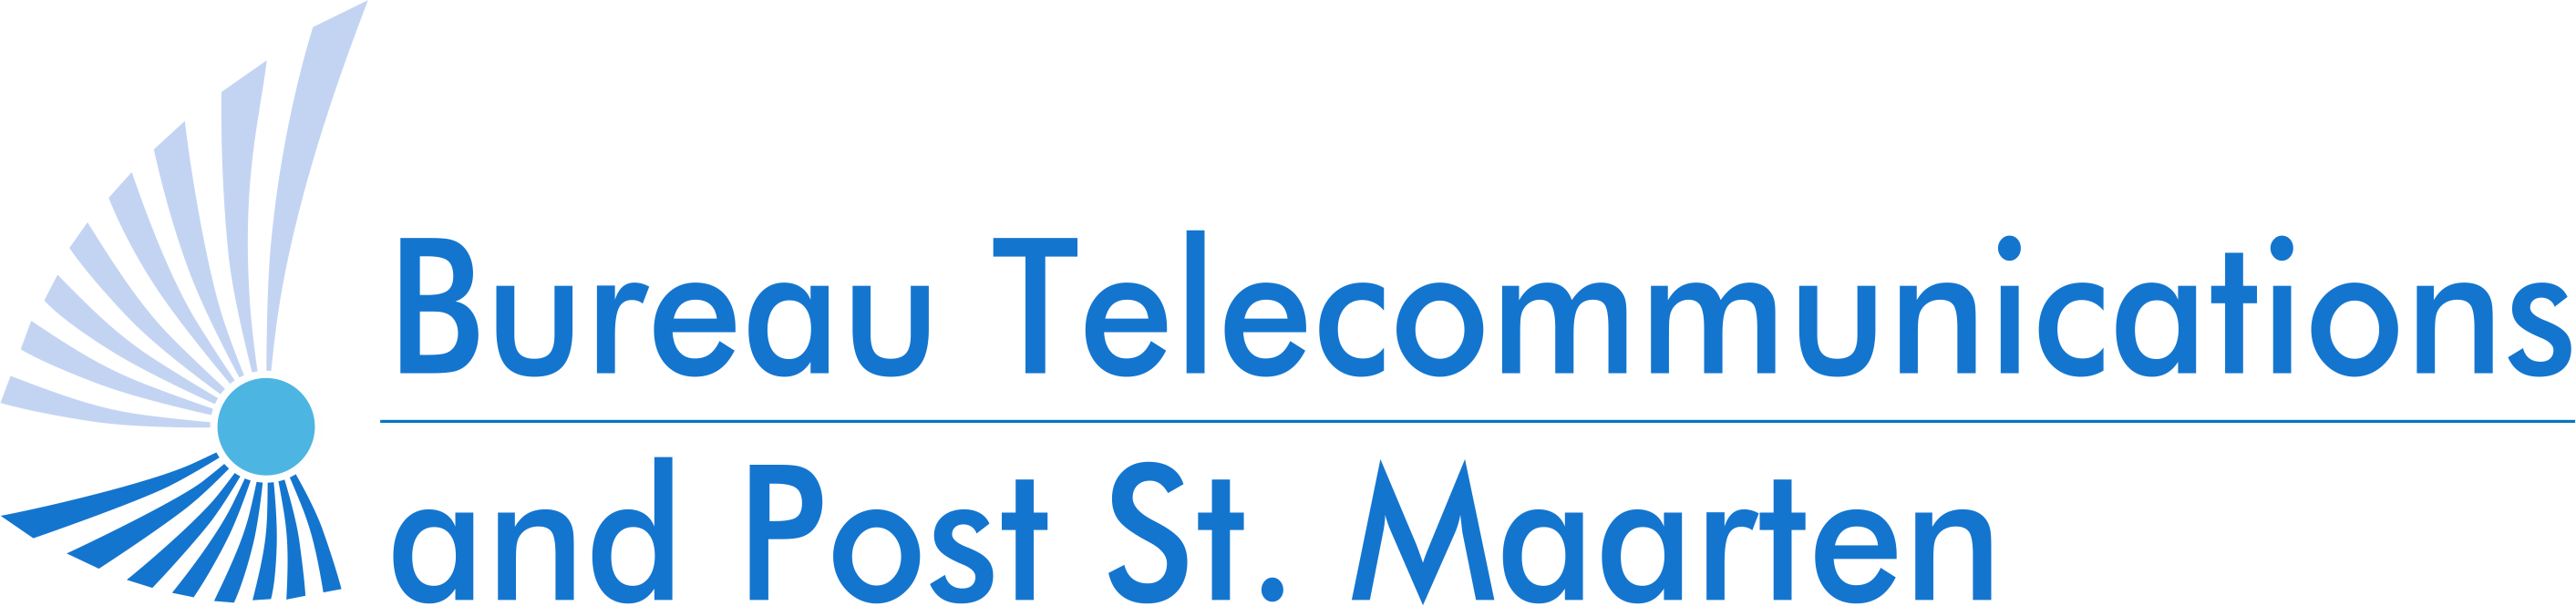 Bureau Telecommunications
and Post St. Maarten